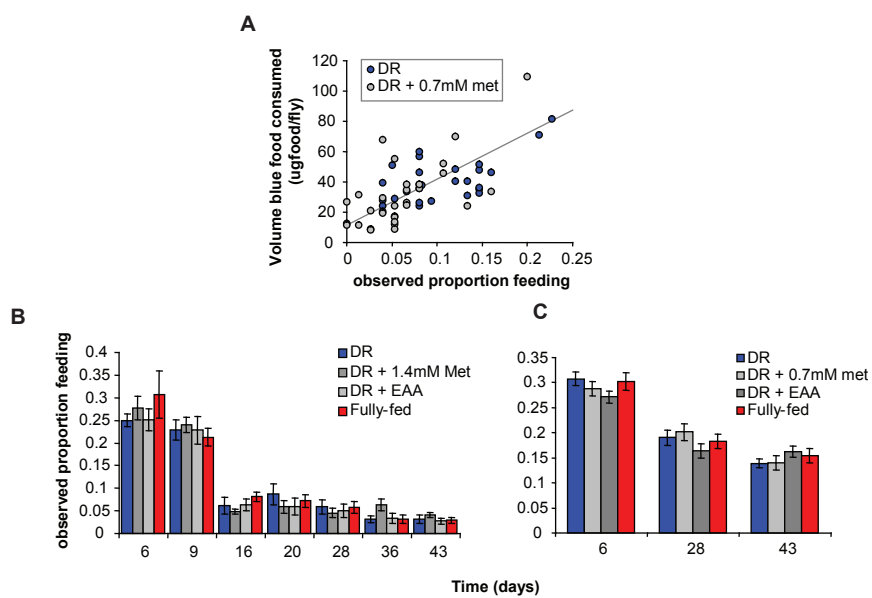 A
Volume blue food consumed
(ugfood/fly)
120
100
80
60
40
20
0
DR
DR + 0.7mM met
0 0.05 0.1 0.15 0.2 0.25
observed proportion feeding
B
observed proportion feeding
0.4
0.35
0.3
0.25
0.2
0.15
0.1
0.05
0
DR
DR + 1.4mM Met
DR + EAA
Fully-fed
6 9 16 20 28 36 43
C
0.35
0.3
0.25
0.2
0.15
0.1
0.05
0
DR
DR + 0.7mM met
DR + EAA
Fully-fed
6 28 43
Time (days)